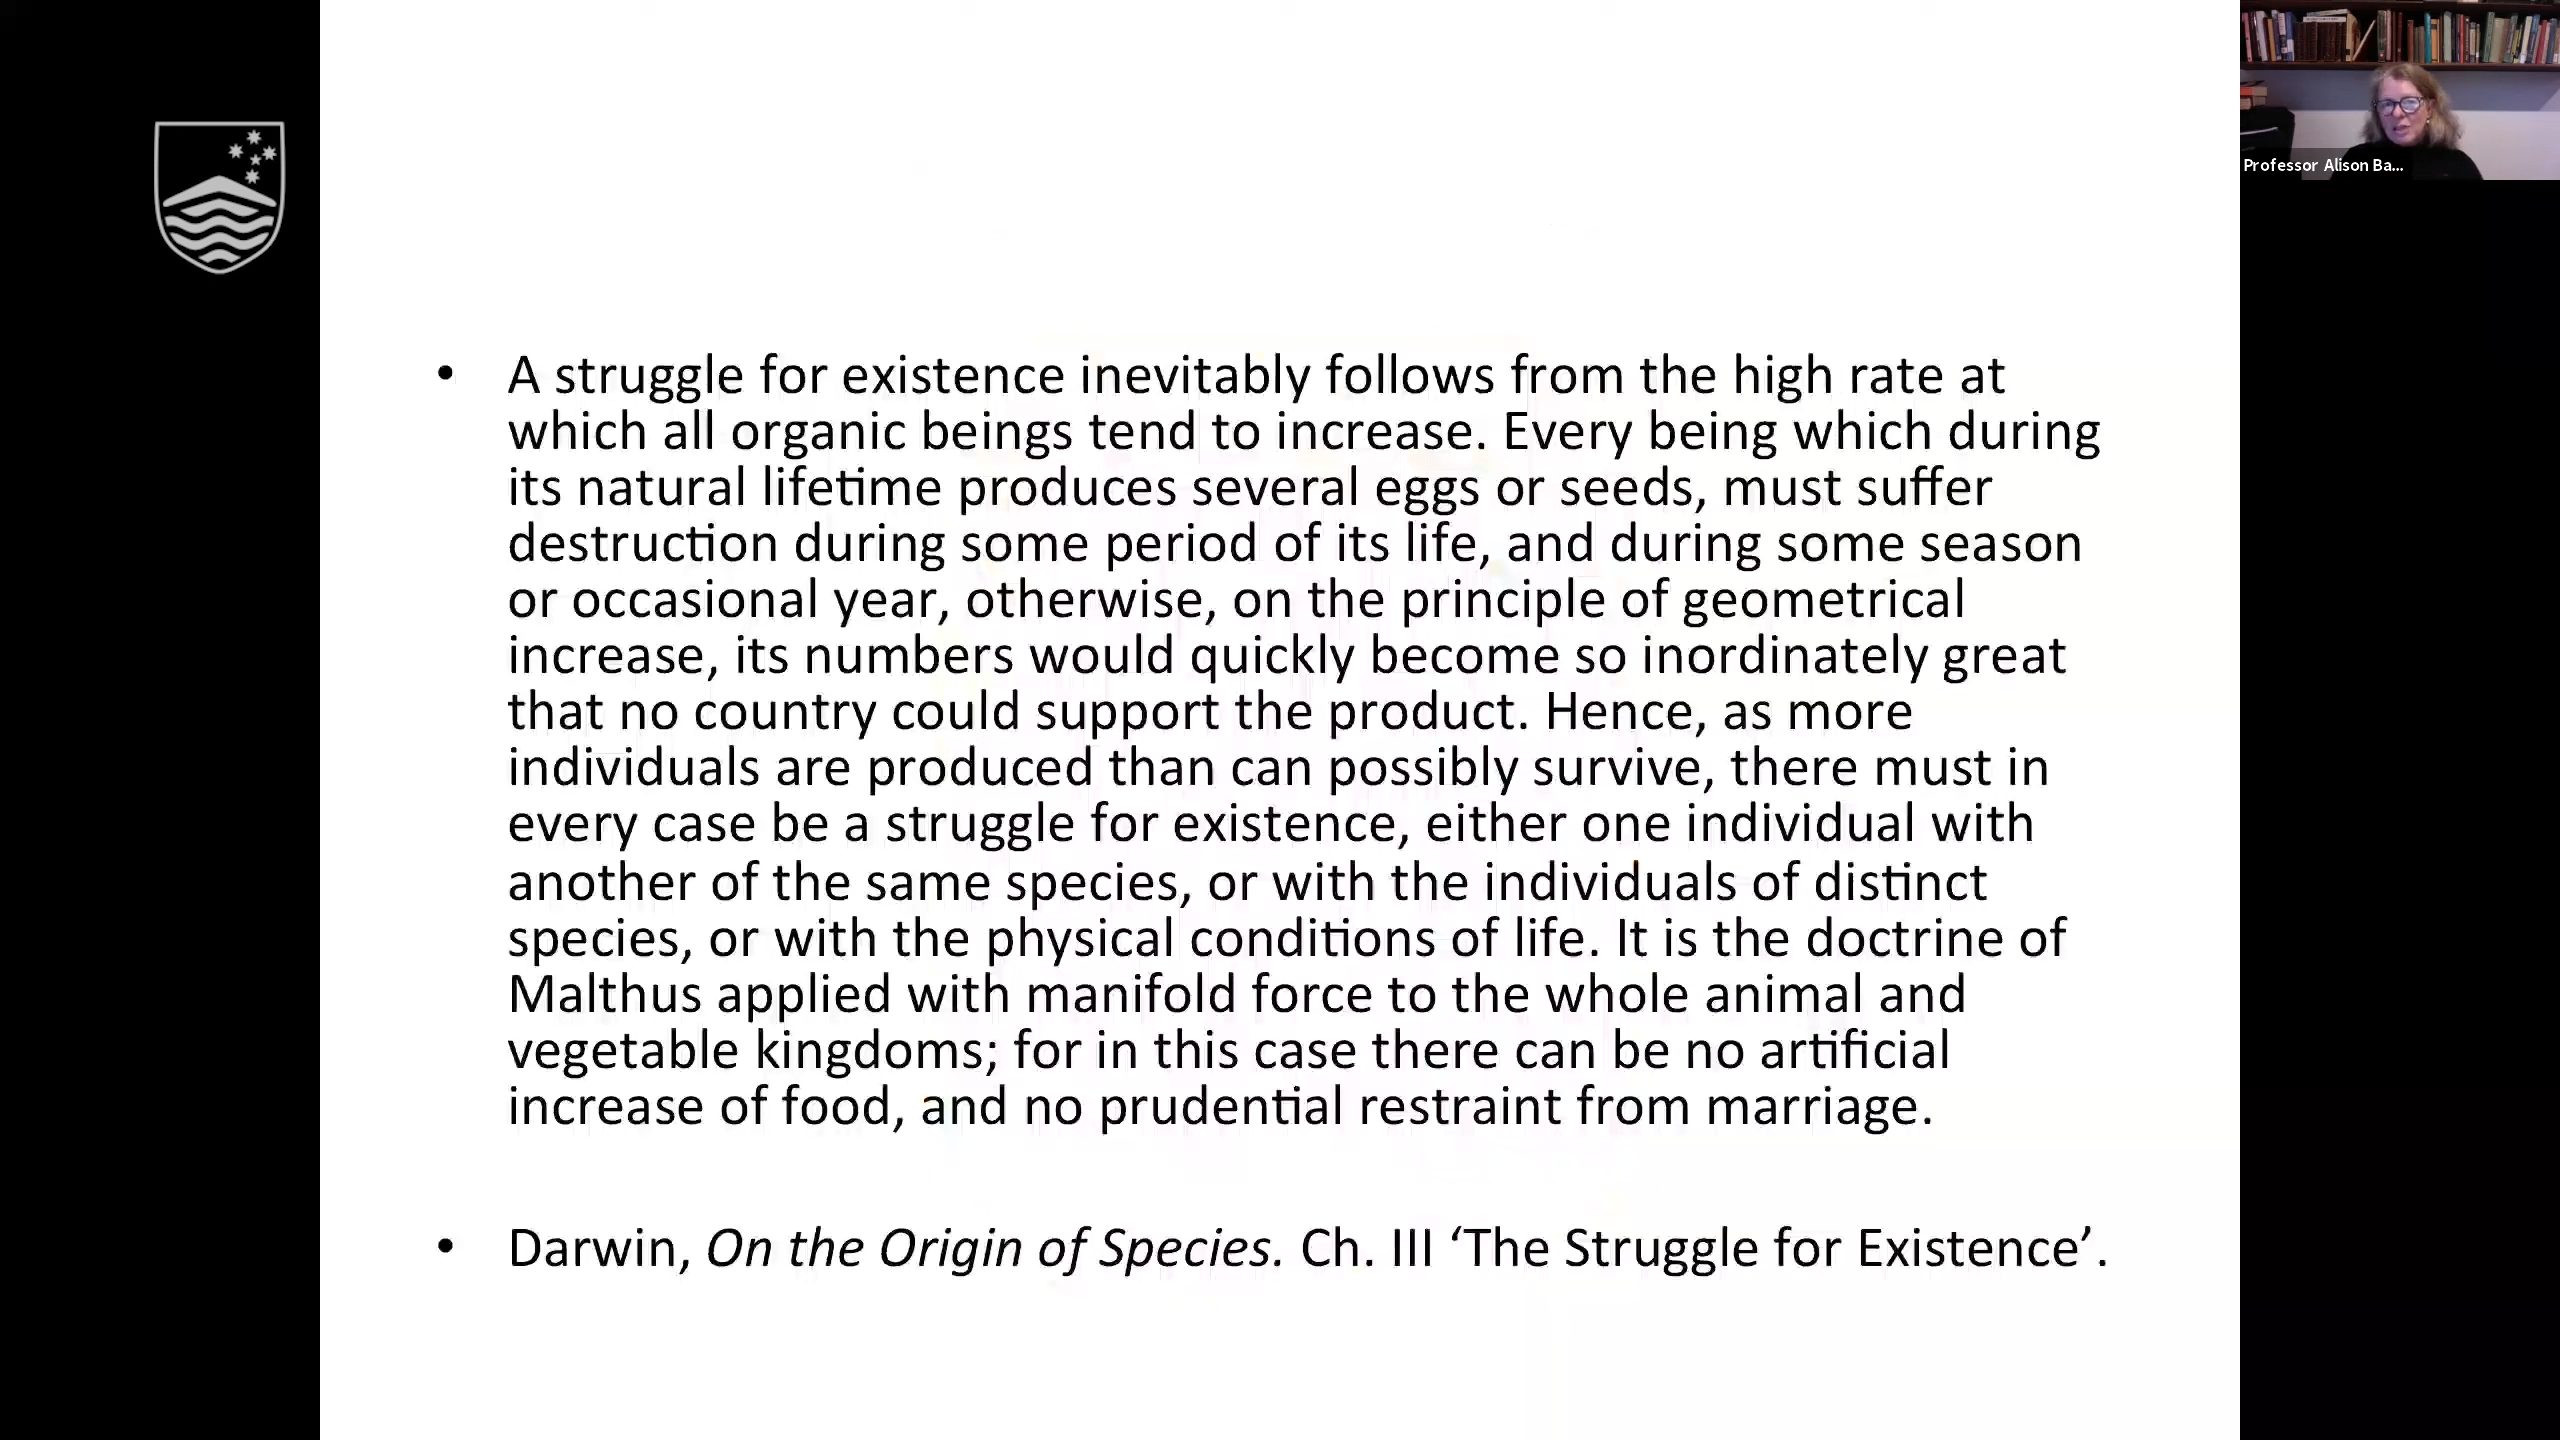 • A struggle for existence inevitably follows from the high rate at
which all organic beings tend to increase. Every being which during
its natural lifetime produces several eggs or seeds, must suffer
destruction during some period of its life, and during some season
or occasional year, otherwise, on the principle of geometrical
increase, its numbers would quickly become so inordinately great
that no country could support the product. Hence, as more
individuals are produced than can possibly survive, there must in
every case be a struggle for existence, either one individual with
another of the same species, or with the individuals of distinct
species, or with the physical conditions of life. It is the doctrine of
Malthus applied with manifold force to the whole animal and
vegetable kingdoms; for in this case there can be no artificial
increase of food, and no prudential restraint from marriage.
• Darwin, On the Origin of Species. Ch. III ‘The Struggle for Existence’.
Professor Alison Ba...